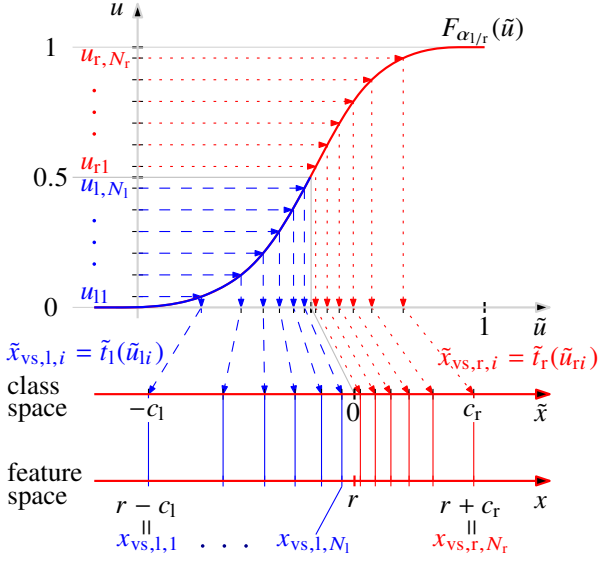 u
1
F_{α_{l/r}}(ũ)
u_{r,N_r}
. . .
u_{r1}
0.5
u_{l,N_l}
. . .
u_{l1}
0
1
ũ
x̃_{vs,l,i} = t̃_l(ũ_{li})
x̃_{vs,r,i} = t̃_r(ũ_{ri})
class
space
−c_l
0
c_r
x̃
feature
space
r − c_l
r
r + c_r
x
=
=
x_{vs,l,1} . . . x_{vs,l,N_l}
x_{vs,r,N_r}